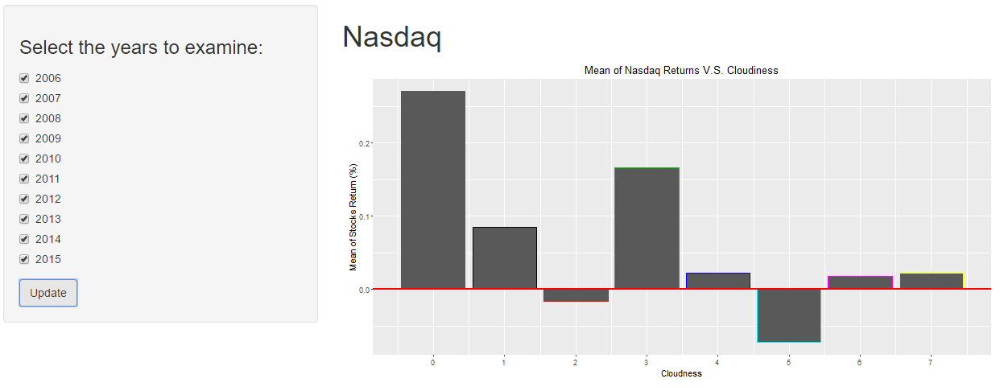 Select the years to examine:
2006
2007
2008
2009
2010
2011
2012
2013
2014
2015
Update
Nasdaq
Mean of Nasdaq Returns V.S. Cloudiness
Mean of Stocks Return (%)
0.2
0.1
0.0
0 1 2 3 4 5 6 7
Cloudness